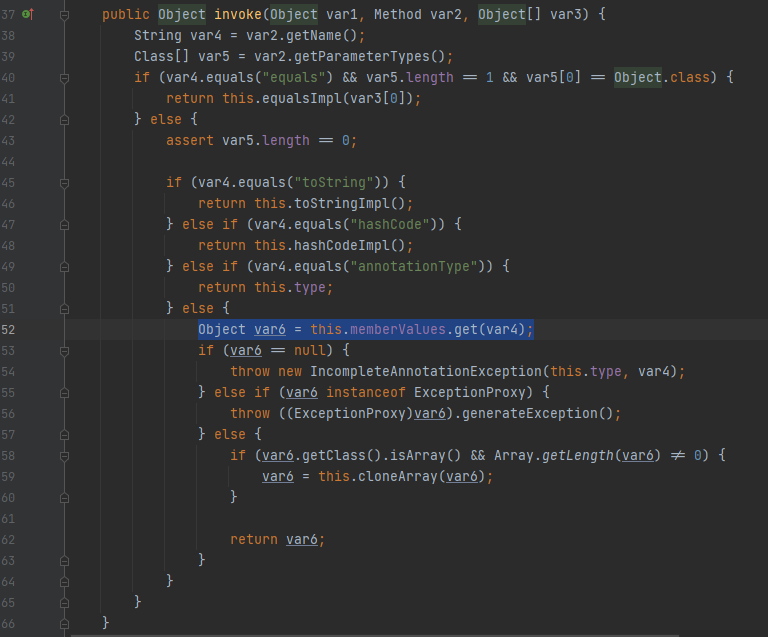 37 public Object invoke(Object var1, Method var2, Object[] var3) {
38 String var4 = var2.getName();
39 Class[] var5 = var2.getParameterTypes();
40 if (var4.equals("equals") && var5.length == 1 && var5[0] == Object.class) {
41 return this.equalsImpl(var3[0]);
42 } else {
43 assert var5.length == 0;
44
45 if (var4.equals("toString")) {
46 return this.toStringImpl();
47 } else if (var4.equals("hashCode")) {
48 return this.hashCodeImpl();
49 } else if (var4.equals("annotationType")) {
50 return this.type;
51 } else {
52 Object var6 = this.memberValues.get(var4);
53 if (var6 == null) {
54 throw new IncompleteAnnotationException(this.type, var4);
55 } else if (var6 instanceof ExceptionProxy) {
56 throw ((ExceptionProxy)var6).generateException();
57 } else {
58 if (var6.getClass().isArray() && Array.getLength(var6) != 0) {
59 var6 = this.cloneArray(var6);
60 }
61
62 return var6;
63 }
64 }
65 }
66 }